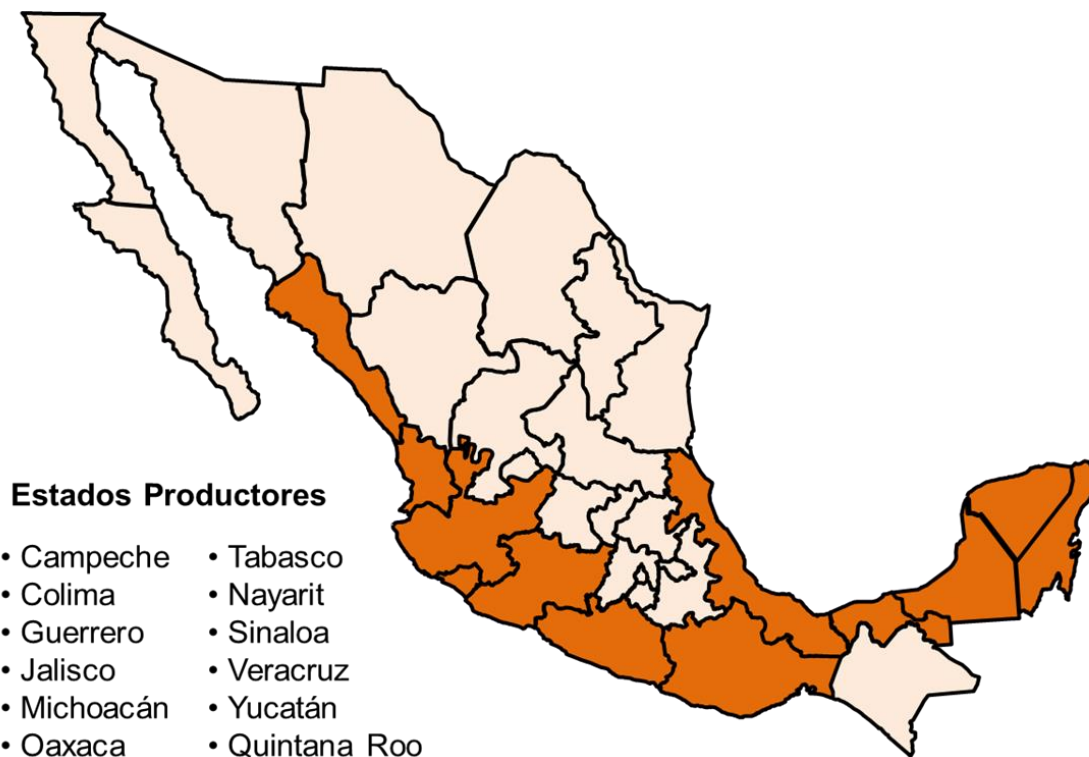 Estados Productores
• Campeche
• Colima
• Guerrero
• Jalisco
• Michoacán
• Oaxaca
• Tabasco
• Nayarit
• Sinaloa
• Veracruz
• Yucatán
• Quintana Roo